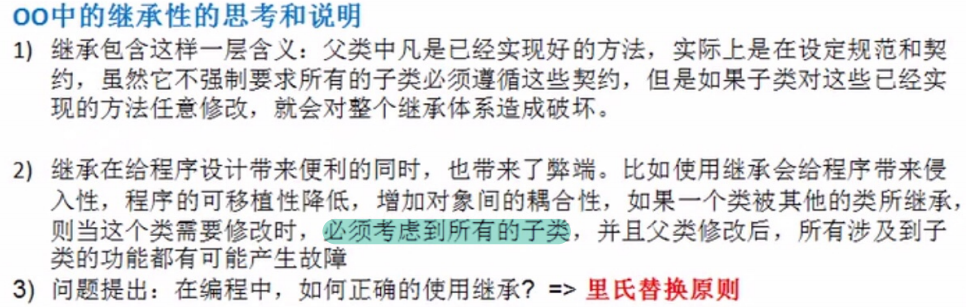 OO中的继承性的思考和说明
1) 继承包含这样一层含义：父类中凡是已经实现好的方法，实际上是在设定规范和契
约，虽然它不强制要求所有的子类必须遵循这些契约，但是如果子类对这些已经实
现的方法任意修改，就会对整个继承体系造成破坏。
2) 继承在给程序设计带来便利的同时，也带来了弊端。比如使用继承会给程序带来侵
入性，程序的可移植性降低，增加对象间的耦合性，如果一个类被其他的类所继承，
则当这个类需要修改时，必须考虑到所有的子类，并且父类修改后，所有涉及到子
类的功能都有可能产生故障
3) 问题提出：在编程中，如何正确的使用继承? => 里氏替换原则